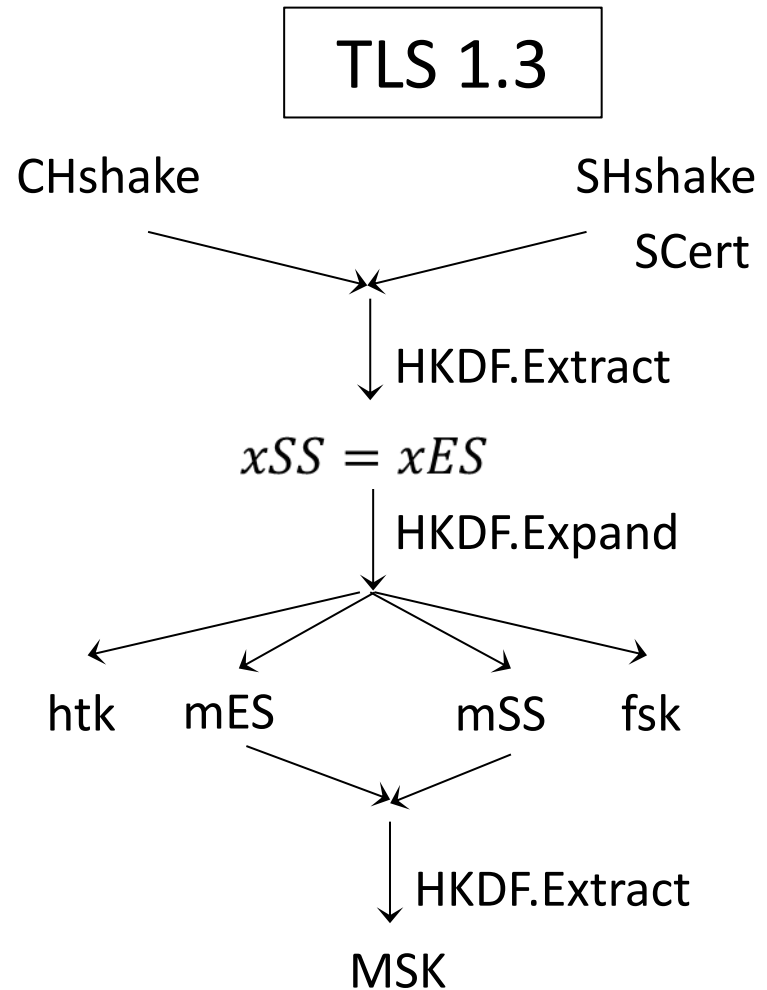 TLS 1.3
CHshake SHshake
SCert
HKDF.Extract
xSS = xES
HKDF.Expand
htk mES mSS fsk
HKDF.Extract
MSK